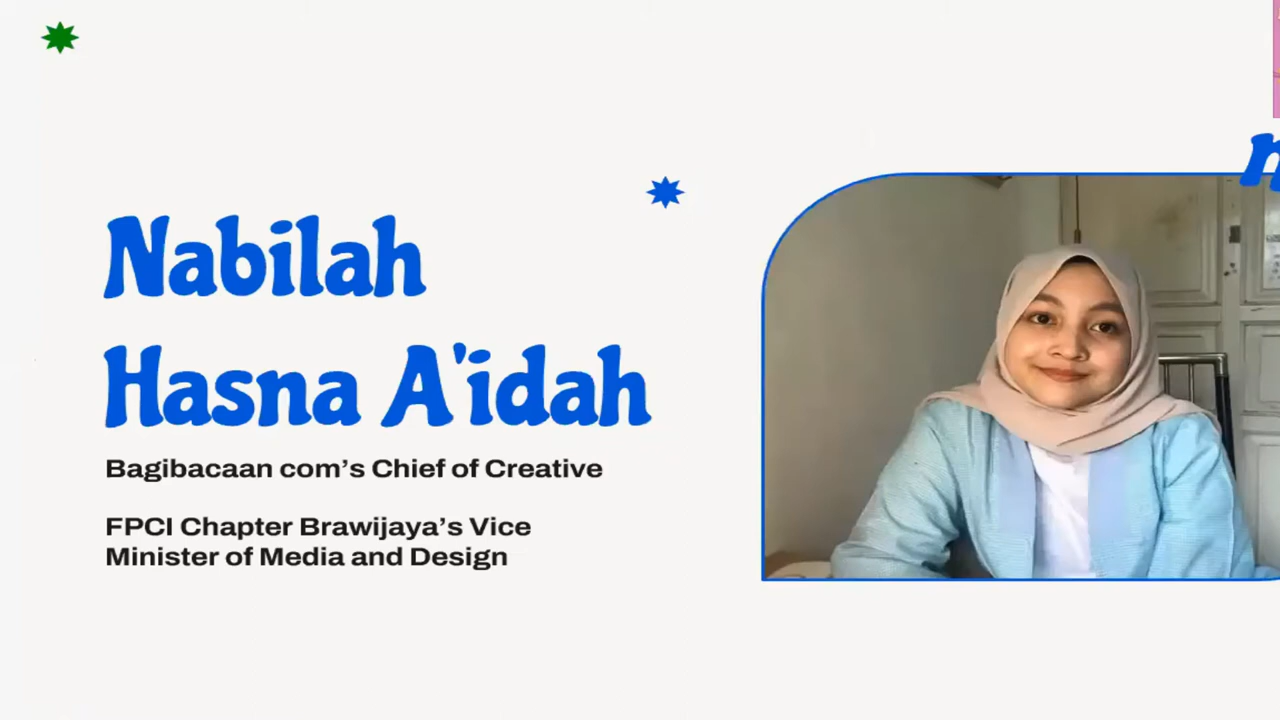 Nabilah
Hasna A'idah
Bagibacaan com’s Chief of Creative
FPCI Chapter Brawijaya’s Vice
Minister of Media and Design